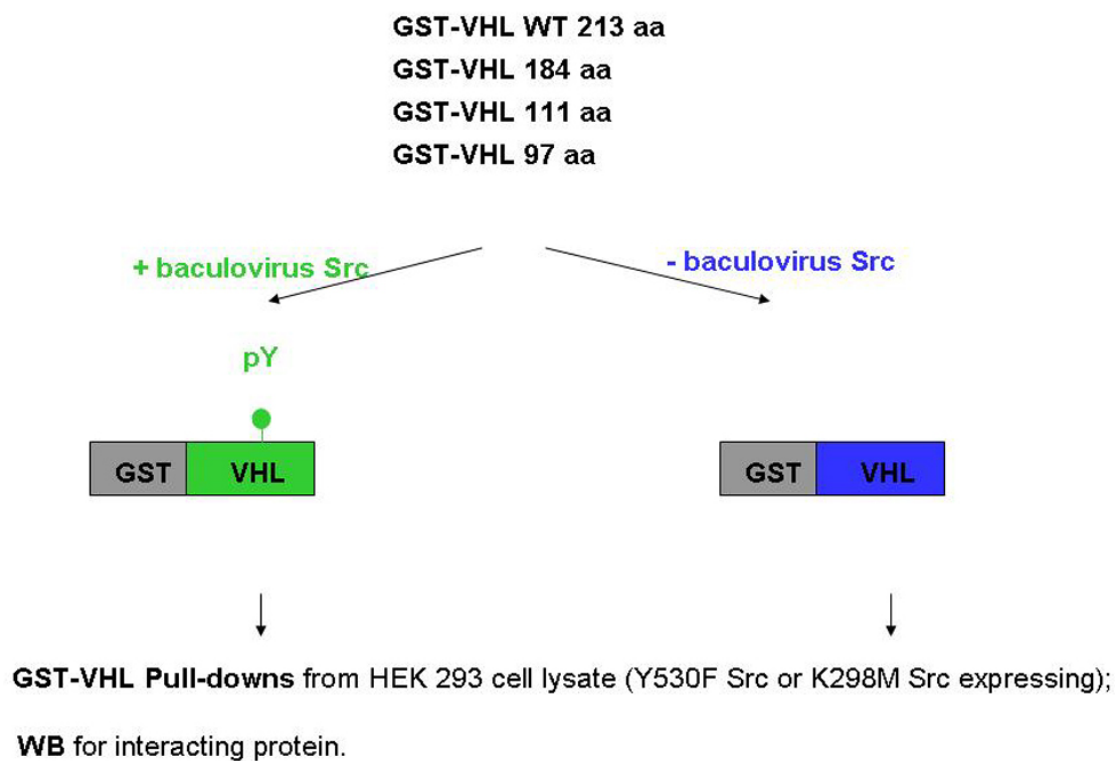 GST-VHL WT 213 aa
GST-VHL 184 aa
GST-VHL 111 aa
GST-VHL 97 aa
+ baculovirus Src
- baculovirus Src
pY
GST VHL
GST VHL
GST-VHL Pull-downs from HEK 293 cell lysate (Y530F Src or K298M Src expressing);
WB for interacting protein.